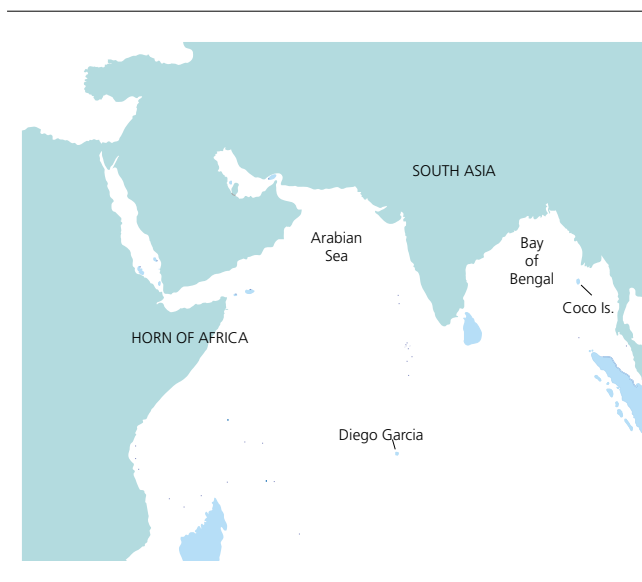 SOUTH ASIA
Arabian
Sea
Bay
of
Bengal
Coco Is.
HORN OF AFRICA
Diego Garcia